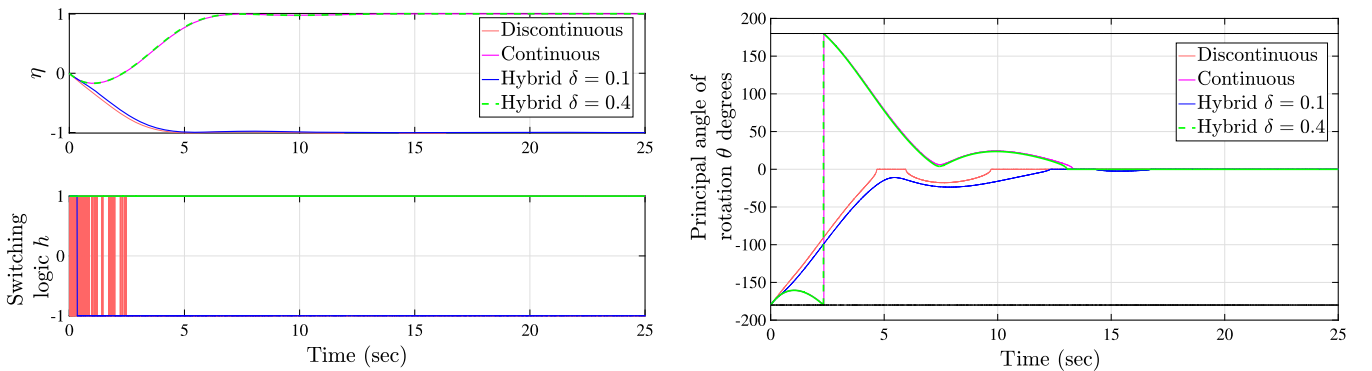 1
η
0
-1
0
5
10
15
20
25
Discontinuous
Continuous
Hybrid δ = 0.1
Hybrid δ = 0.4
1
Switching
logic h
0
-1
0
5
10
15
20
25
Time (sec)
200
150
100
50
0
-50
-100
-150
-200
Principal angle of
rotation θ degrees
Discontinuous
Continuous
Hybrid δ = 0.1
Hybrid δ = 0.4
0
5
10
15
20
25
Time (sec)